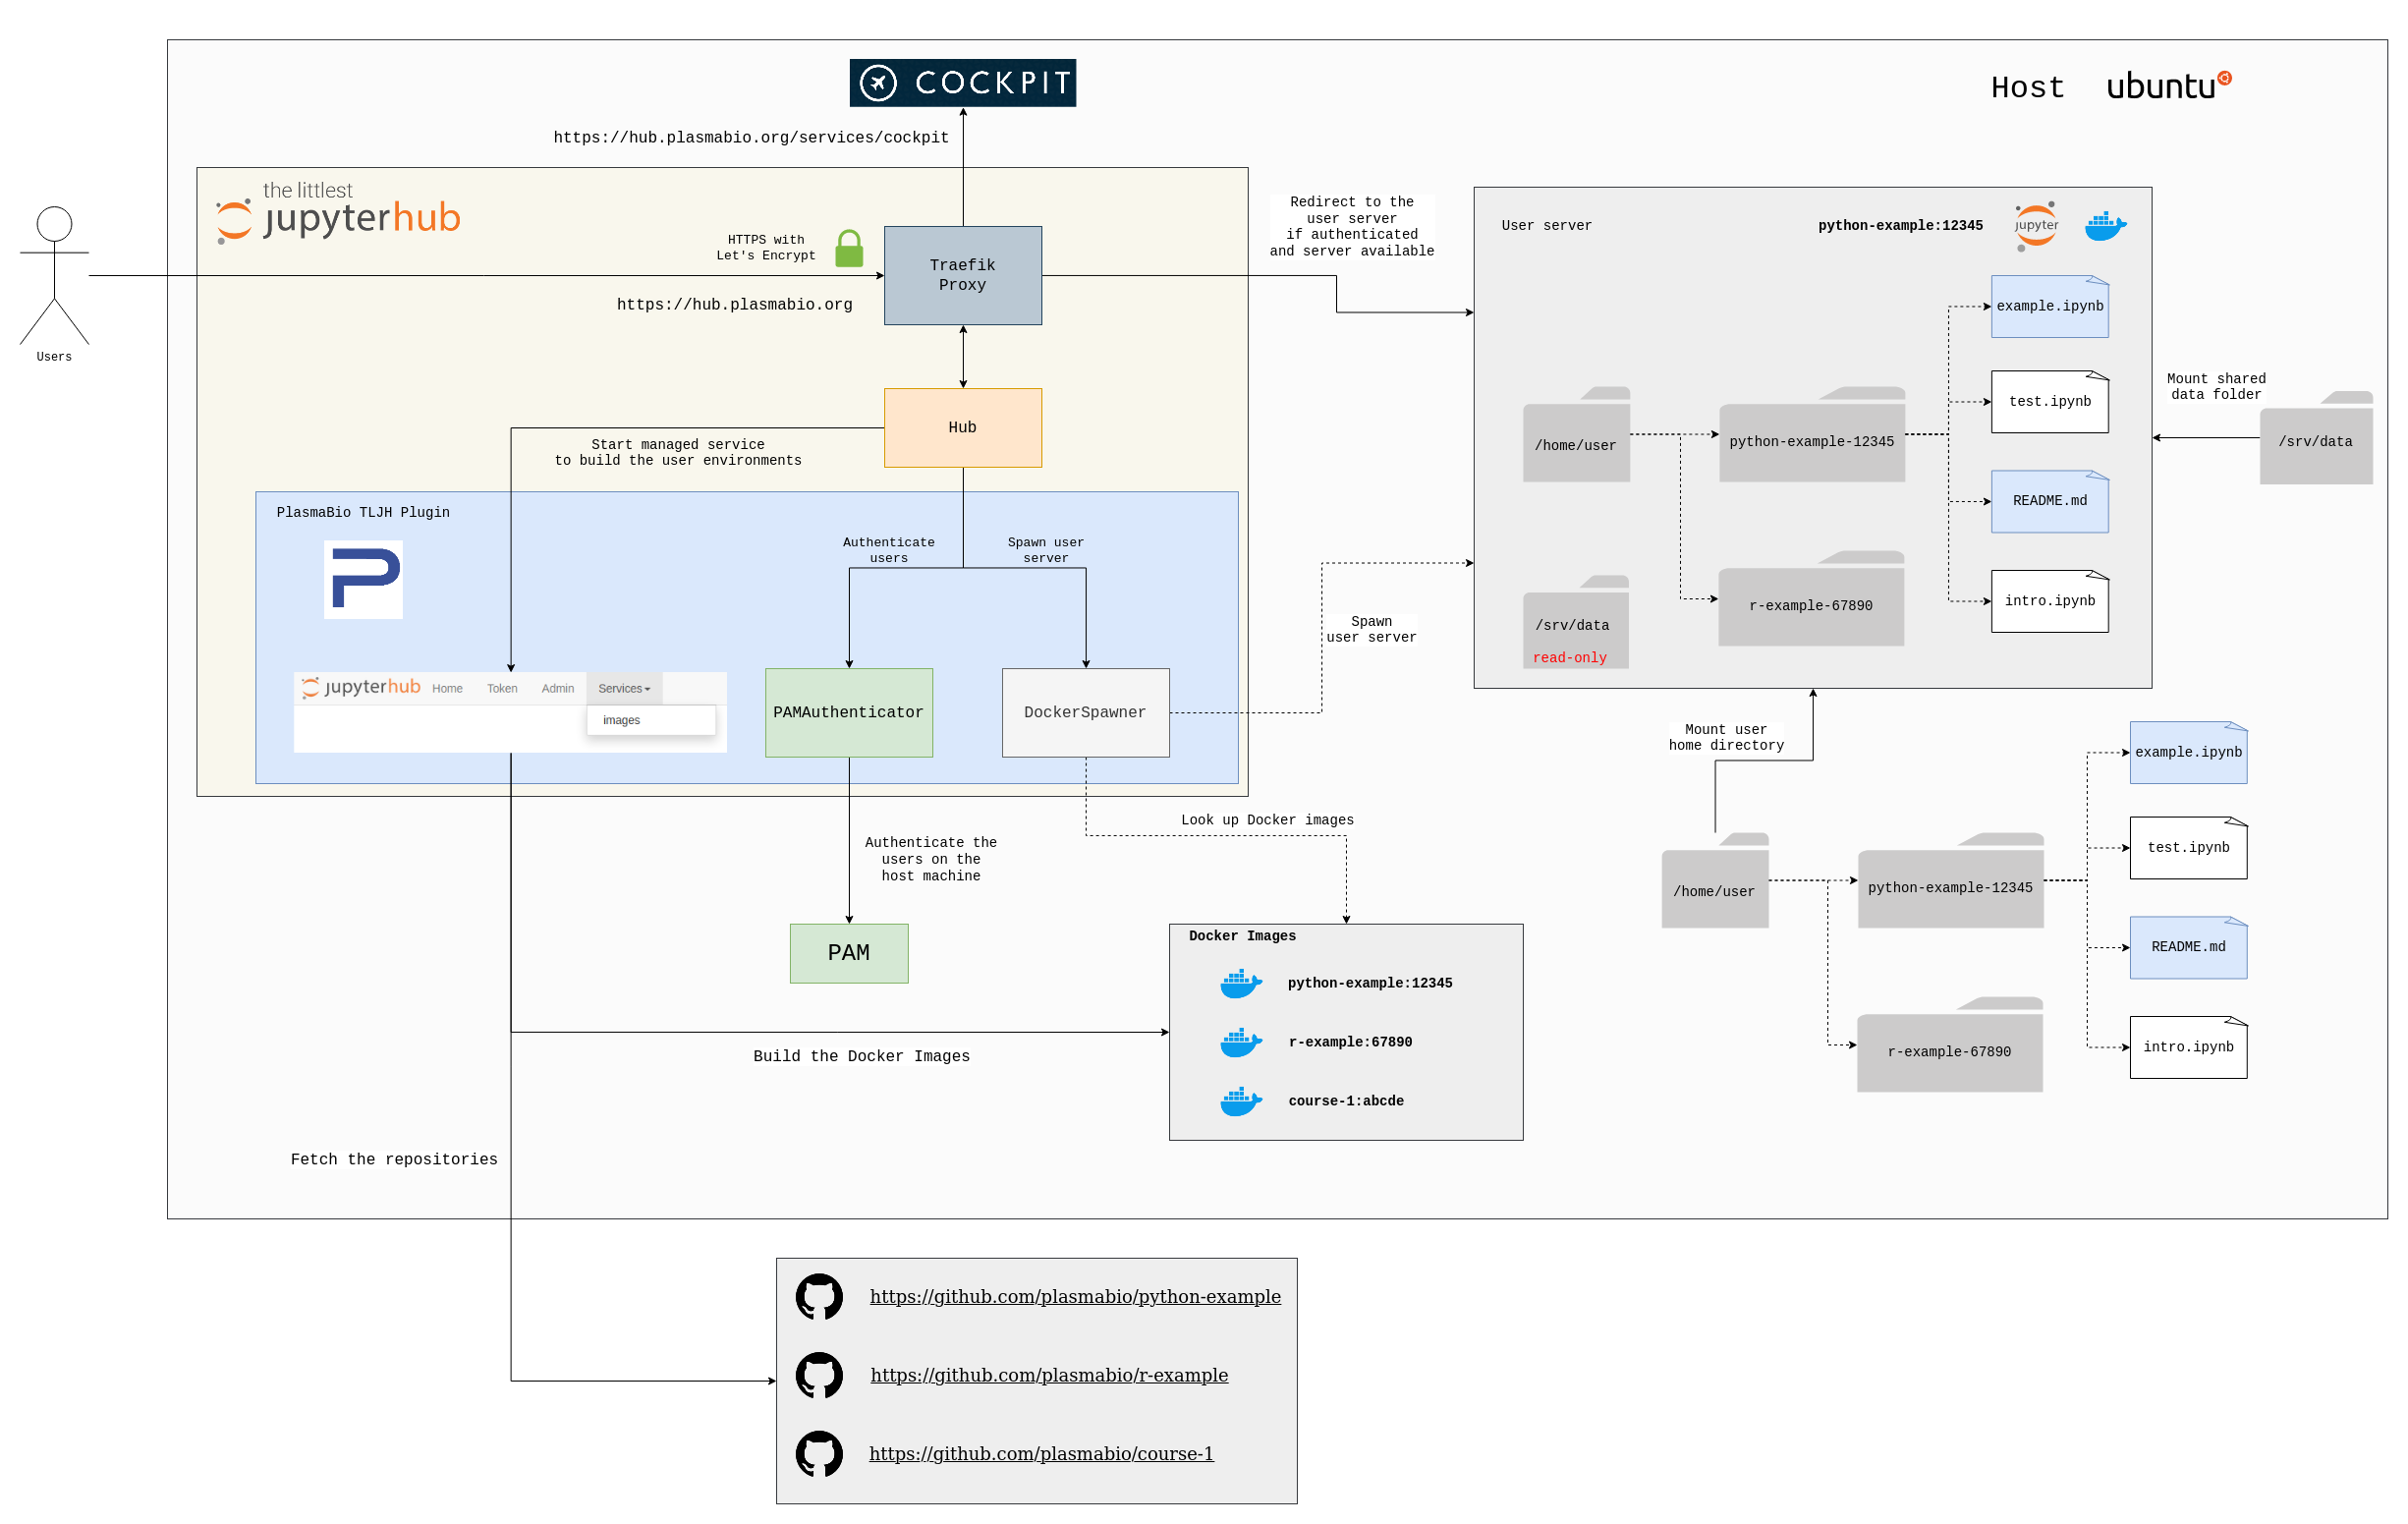 COCKPIT
Host
ubuntu
https://hub.plasmabio.org/services/cockpit
the littlest
jupyterhub
HTTPS with
Let's Encrypt
Traefik
Proxy
https://hub.plasmabio.org
Users
Redirect to the
user server
if authenticated
and server available
Hub
Start managed service
to build the user environments
PlasmaBio TLJH Plugin
Authenticate
users
Spawn user
server
jupyterhub
Home
Token
Admin
Services
images
PAMAuthenticator
DockerSpawner
Spawn
user server
User server
python-example:12345
jupyter
example.ipynb
test.ipynb
/home/user
python-example-12345
README.md
r-example-67890
intro.ipynb
/srv/data
read-only
Mount shared
data folder
/srv/data
Mount user
home directory
example.ipynb
test.ipynb
/home/user
python-example-12345
README.md
r-example-67890
intro.ipynb
Look up Docker images
Authenticate the
users on the
host machine
PAM
Docker Images
python-example:12345
r-example:67890
course-1:abcde
Build the Docker Images
Fetch the repositories
https://github.com/plasmabio/python-example
https://github.com/plasmabio/r-example
https://github.com/plasmabio/course-1